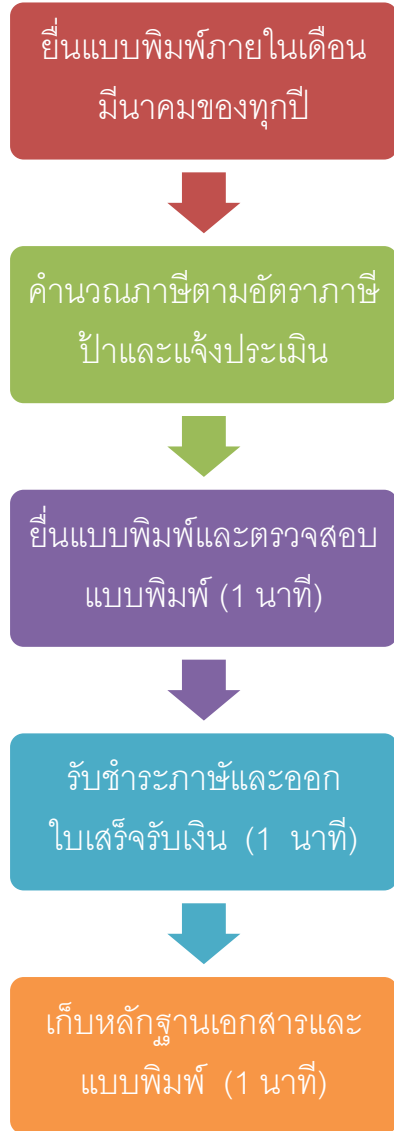 ยื่นแบบพิมพ์ภายในเดือน
มีนาคมของทุกปี
คำนวณภาษีตามอัตราภาษี
ป้าและแจ้งประเมิน
ยื่นแบบพิมพ์และตรวจสอบ
แบบพิมพ์ (1 นาที)
รับชำระภาษัและออก
ใบเสร็จรับเงิน (1 นาที)
เก็บหลักฐานเอกสารและ
แบบพิมพ์ (1 นาที)